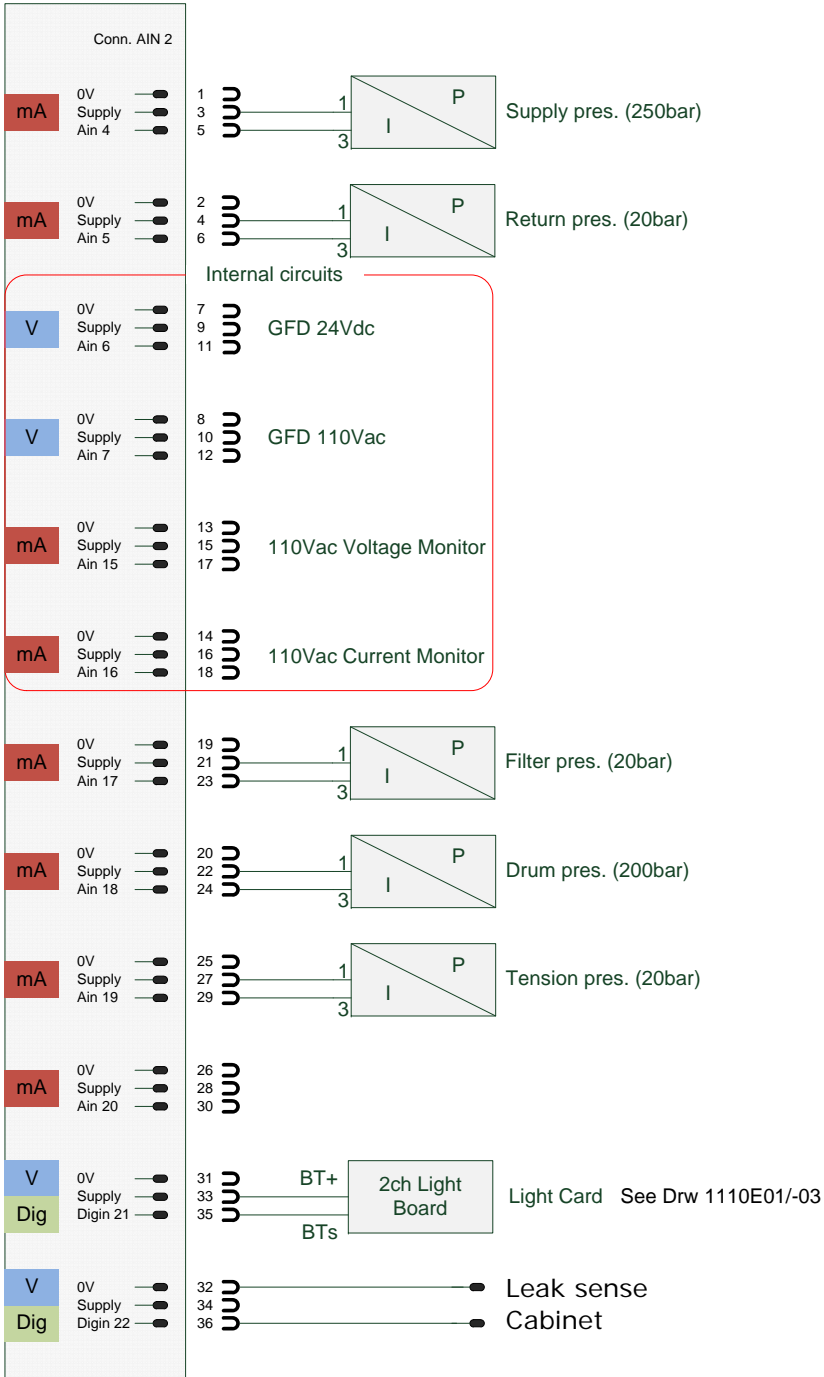 Conn. AIN 2
mA
0V 1
Supply 3
Ain 4 5
1
3
P
I
Supply pres. (250bar)
mA
0V 2
Supply 4
Ain 5 6
1
3
P
I
Return pres. (20bar)
Internal circuits
V
0V 7
Supply 9
Ain 6 11
GFD 24Vdc
V
0V 8
Supply 10
Ain 7 12
GFD 110Vac
mA
0V 13
Supply 15
Ain 15 17
110Vac Voltage Monitor
mA
0V 14
Supply 16
Ain 16 18
110Vac Current Monitor
mA
0V 19
Supply 21
Ain 17 23
1
3
P
I
Filter pres. (20bar)
mA
0V 20
Supply 22
Ain 18 24
1
3
P
I
Drum pres. (200bar)
mA
0V 25
Supply 27
Ain 19 29
1
3
P
I
Tension pres. (20bar)
mA
0V 26
Supply 28
Ain 20 30
V
Dig
0V 31
Supply 33
Digin 21 35
BT+
BTs
2ch Light
Board
Light Card See Drw 1110E01/-03
V
Dig
0V 32
Supply 34
Digin 22 36
Leak sense
Cabinet